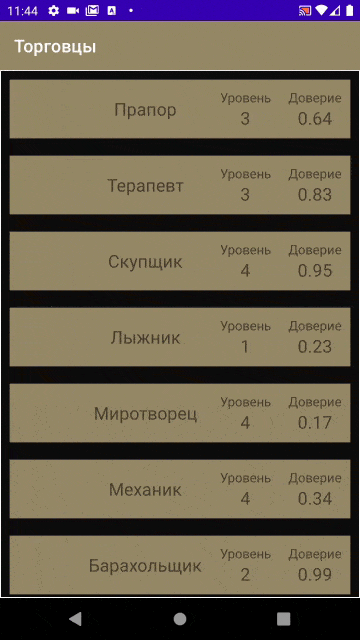 11:44
Торговцы
Уровень Доверие
Прапор 3 0.64
Уровень Доверие
Терапевт 3 0.83
Уровень Доверие
Скупщик 4 0.95
Уровень Доверие
Лыжник 1 0.23
Уровень Доверие
Миротворец 4 0.17
Уровень Доверие
Механик 4 0.34
Уровень Доверие
Барахольщик 2 0.99